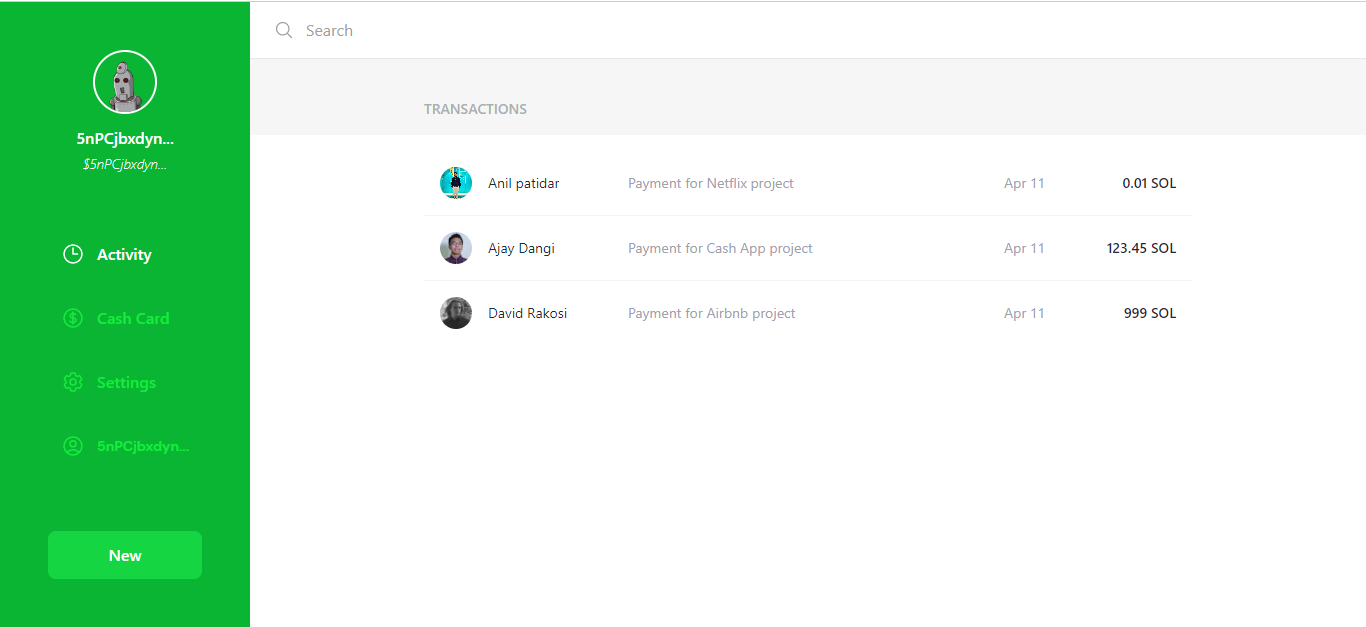 5nPCjbxdyn...
$5nPCjbxdyn...
Activity
Cash Card
Settings
5nPCjbxdyn...
New
Search
TRANSACTIONS
Anil patidar Payment for Netflix project Apr 11 0.01 SOL
Ajay Dangi Payment for Cash App project Apr 11 123.45 SOL
David Rakosi Payment for Airbnb project Apr 11 999 SOL